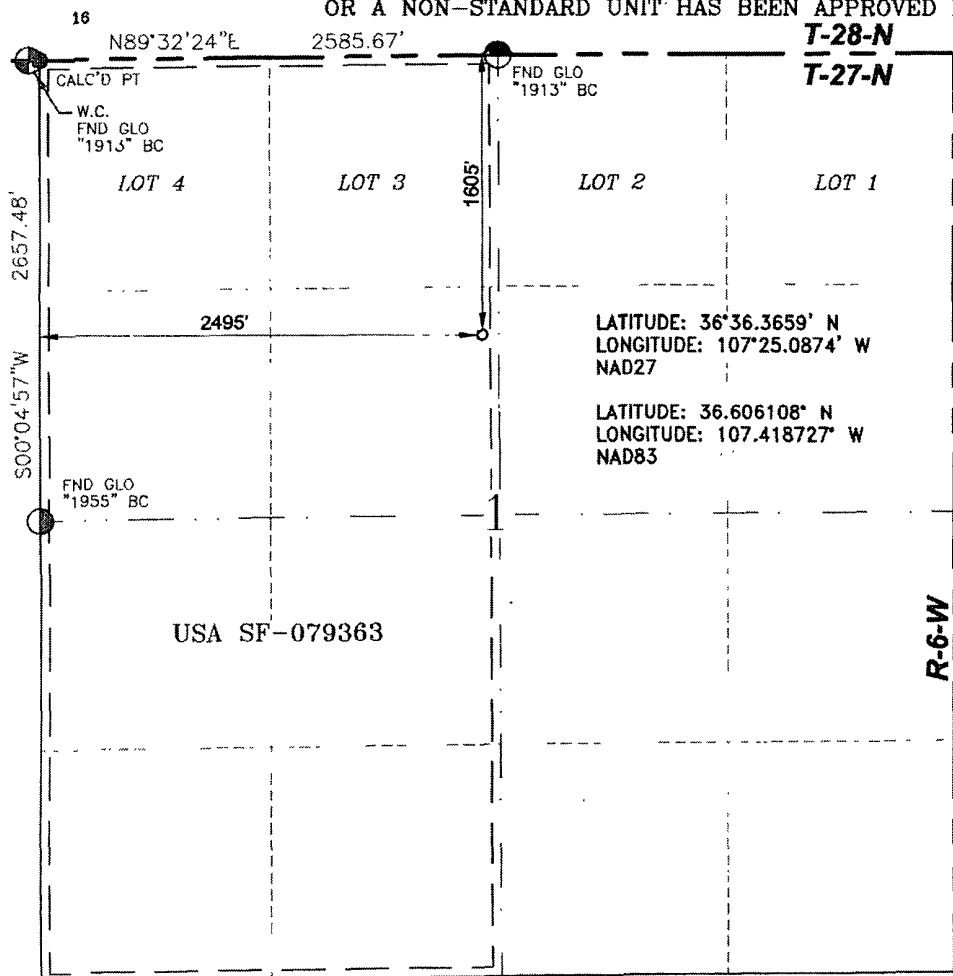 OR A NON-STANDARD UNIT HAS BEEN APPROVED
16
N89°32'24"E 2585.67'
T-28-N
T-27-N
CALC'D PT
W.C.
FND GLO
"1913" BC
FND GLO
"1913" BC
LOT 4
LOT 3
LOT 2
LOT 1
1605'
S00°04'57"W 2657.48'
2495'
LATITUDE: 36°36.3659' N
LONGITUDE: 107°25.0874' W
NAD27
LATITUDE: 36.606108° N
LONGITUDE: 107.418727° W
NAD83
FND GLO
"1955" BC
1
USA SF-079363
R-6-W